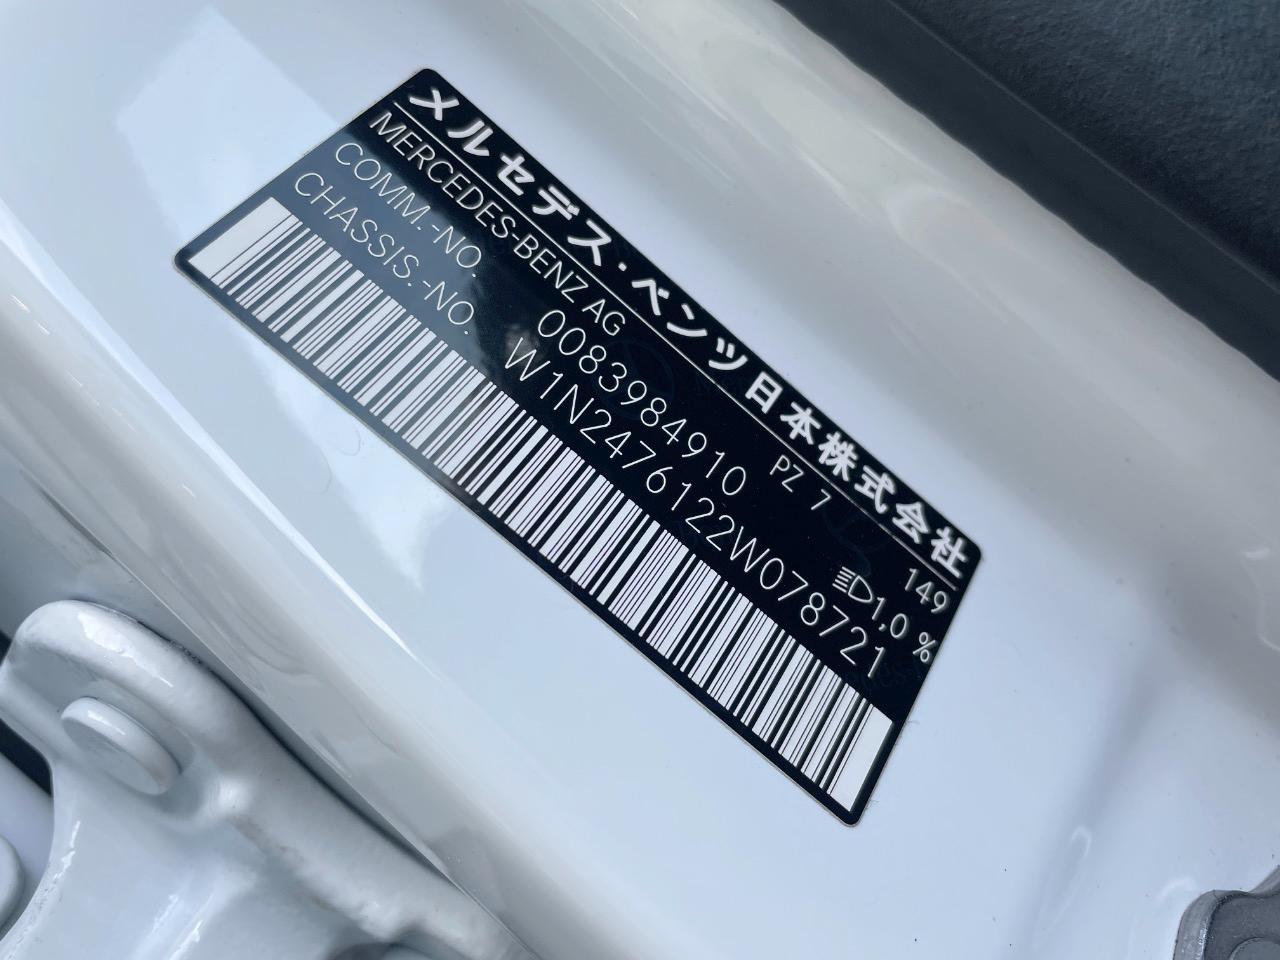 メルセデス・ベンツ日本株式会社
MERCEDES-BENZ AG PZ 7 149
COMM.-NO. 0083984910 1,0 %
CHASSIS.-NO. W1N2476122W078721